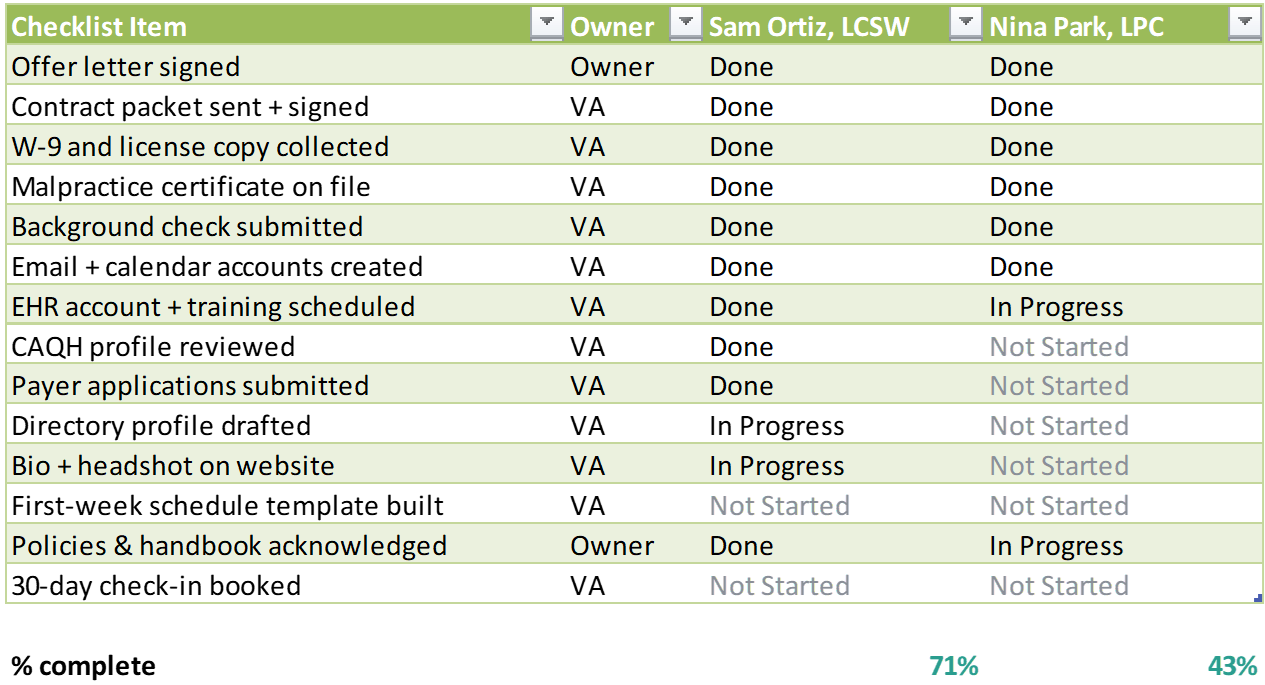 Checklist Item Owner Sam Ortiz, LCSW Nina Park, LPC
Offer letter signed Owner Done Done
Contract packet sent + signed VA Done Done
W-9 and license copy collected VA Done Done
Malpractice certificate on file VA Done Done
Background check submitted VA Done Done
Email + calendar accounts created VA Done Done
EHR account + training scheduled VA Done In Progress
CAQH profile reviewed VA Done Not Started
Payer applications submitted VA Done Not Started
Directory profile drafted VA In Progress Not Started
Bio + headshot on website VA In Progress Not Started
First-week schedule template built VA Not Started Not Started
Policies & handbook acknowledged Owner Done In Progress
30-day check-in booked VA Not Started Not Started
% complete 71% 43%